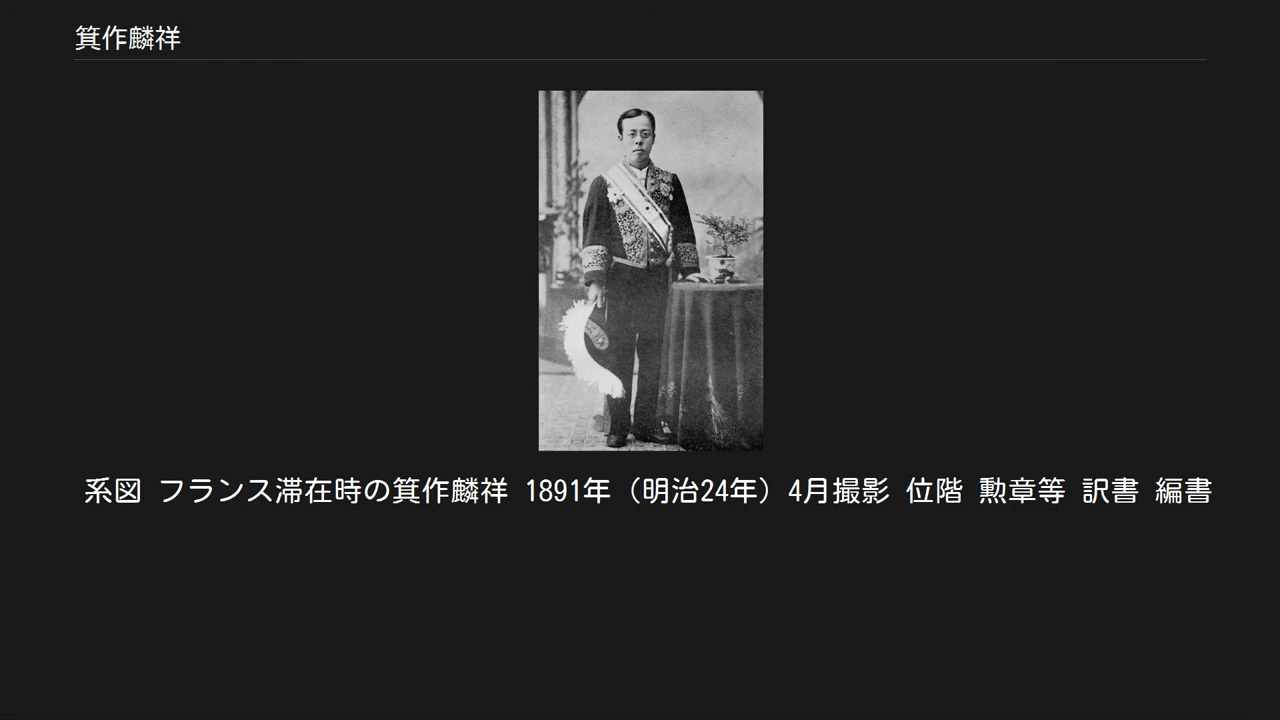 箕作麟祥
系図 フランス滞在時の箕作麟祥 1891年（明治24年）4月撮影 位階 勲章等 訳書 編書